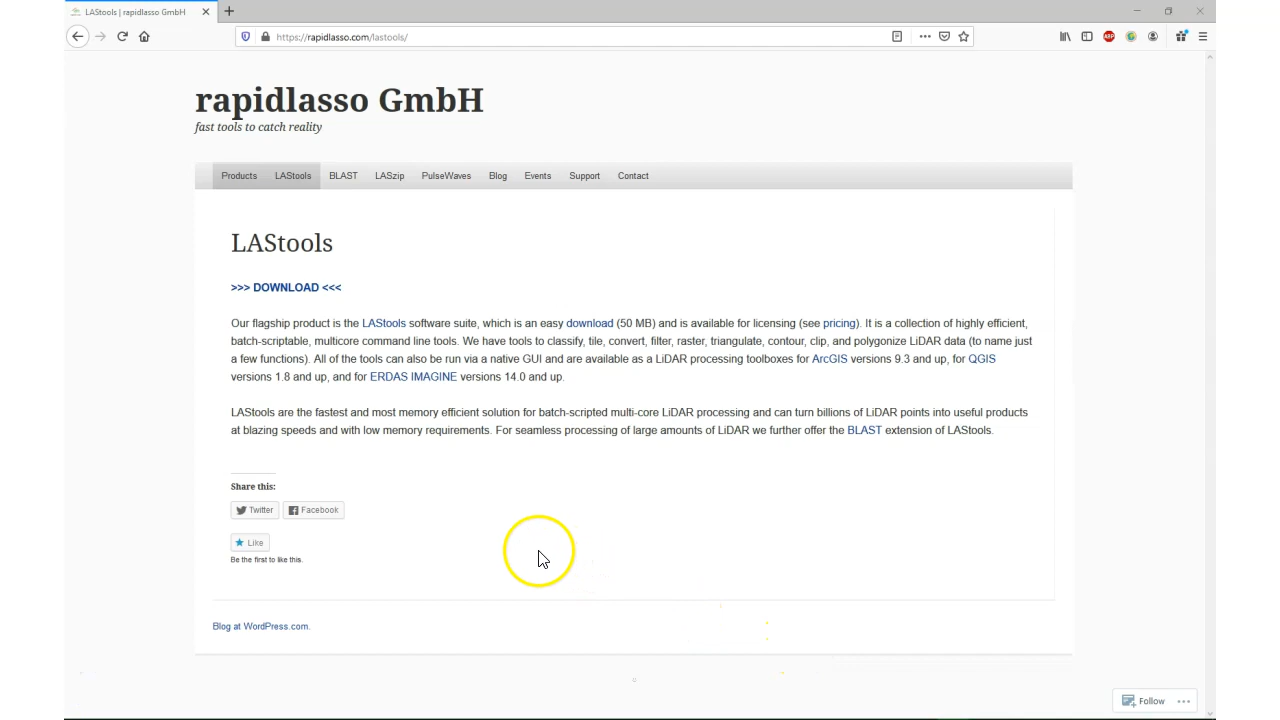 LAStools | rapidlasso GmbH
https://rapidlasso.com/lastools/
ABP
rapidlasso GmbH
fast tools to catch reality
Products LAStools BLAST LASzip PulseWaves Blog Events Support Contact
LAStools
>>> DOWNLOAD <<<
Our flagship product is the LAStools software suite, which is an easy download (50 MB) and is available for licensing (see pricing). It is a collection of highly efficient,
batch-scriptable, multicore command line tools. We have tools to classify, tile, convert, filter, raster, triangulate, contour, clip, and polygonize LiDAR data (to name just
a few functions). All of the tools can also be run via a native GUI and are available as a LiDAR processing toolboxes for ArcGIS versions 9.3 and up, for QGIS
versions 1.8 and up, and for ERDAS IMAGINE versions 14.0 and up.
LAStools are the fastest and most memory efficient solution for batch-scripted multi-core LiDAR processing and can turn billions of LiDAR points into useful products
at blazing speeds and with low memory requirements. For seamless processing of large amounts of LiDAR we further offer the BLAST extension of LAStools.
Share this:
Twitter Facebook
Like
Be the first to like this.
Blog at WordPress.com.
Follow